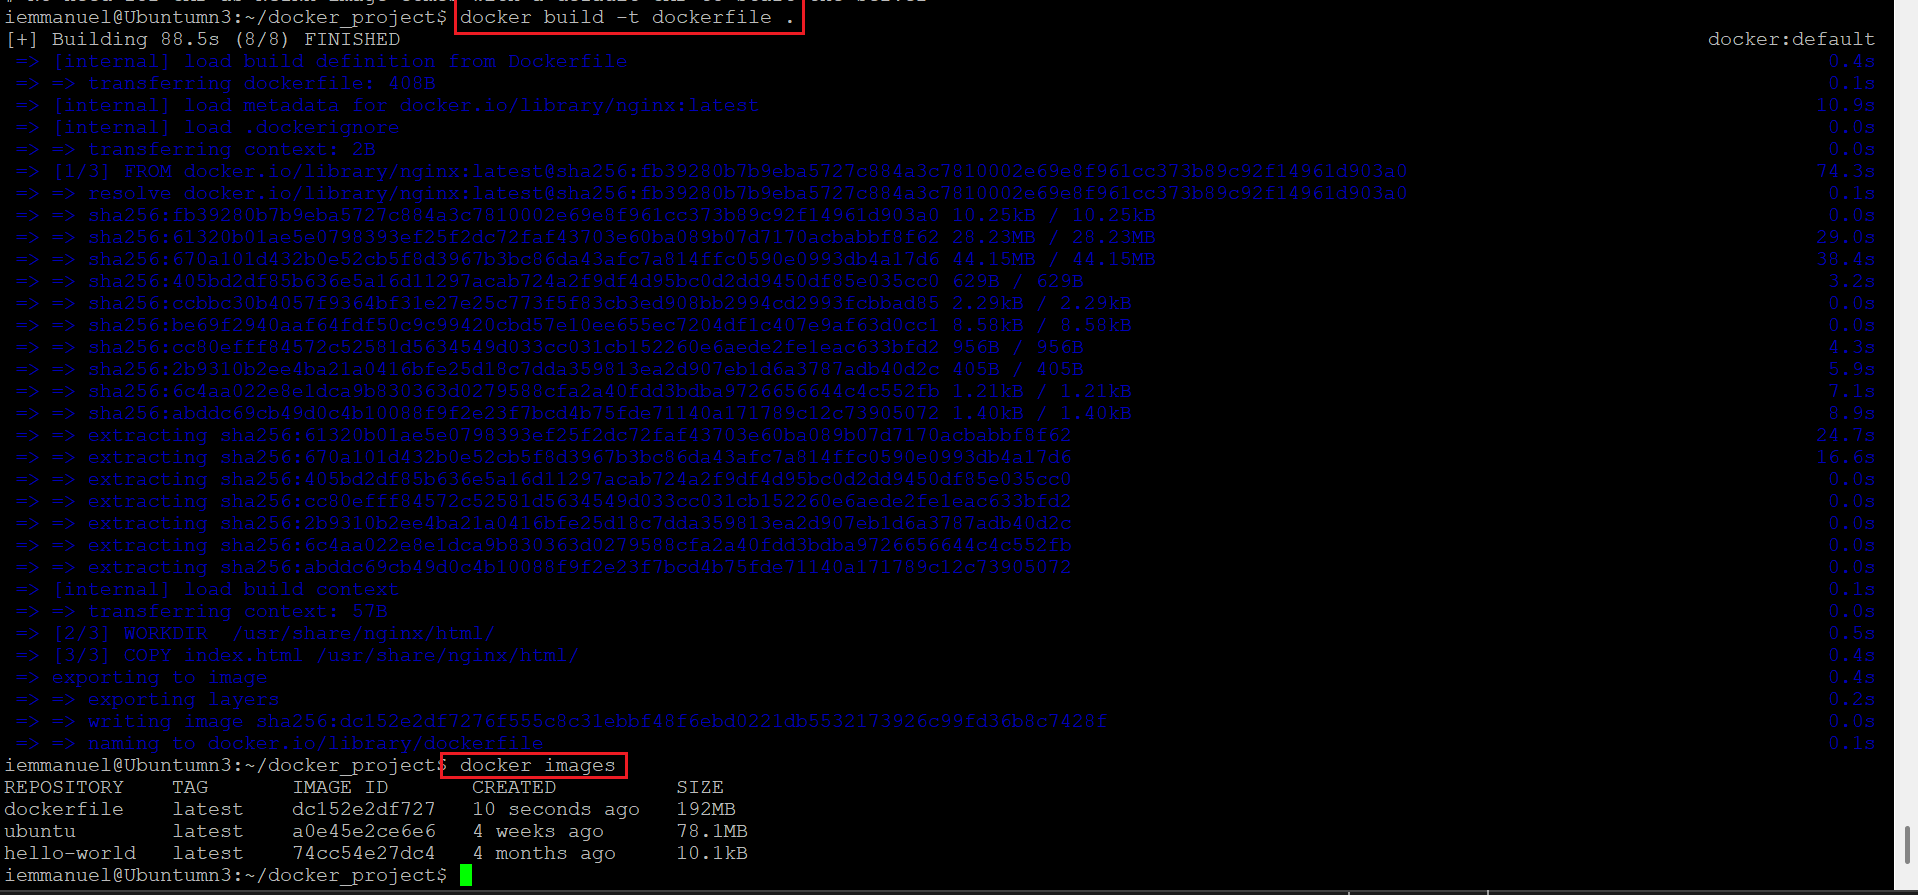 iemmanuel@Ubuntumn3:~/docker_project$ docker build -t dockerfile .
[+] Building 88.5s (8/8) FINISHED docker:default
=> [internal] load build definition from Dockerfile 0.4s
=> => transferring dockerfile: 408B 0.1s
=> [internal] load metadata for docker.io/library/nginx:latest 10.9s
=> [internal] load .dockerignore 0.0s
=> => transferring context: 2B 0.0s
=> [1/3] FROM docker.io/library/nginx:latest@sha256:fb39280b7b9eba5727c884a3c7810002e69e8f961cc373b89c92f14961d903a0 74.3s
=> => resolve docker.io/library/nginx:latest@sha256:fb39280b7b9eba5727c884a3c7810002e69e8f961cc373b89c92f14961d903a0 0.1s
=> => sha256:fb39280b7b9eba5727c884a3c7810002e69e8f961cc373b89c92f14961d903a0 10.25kB / 10.25kB 0.0s
=> => sha256:61320b01ae5e0798393ef25f2dc72faf43703e60ba089b07d7170acbabbf8f62 28.23MB / 28.23MB 29.0s
=> => sha256:670a101d432b0e52cb5f8d3967b3bc86da43afc7a814ffc0590e0993db4a17d6 44.15MB / 44.15MB 38.4s
=> => sha256:405bd2df85b636e5a16d11297acab724a2f9df4d95bc0d2dd9450df85e035cc0 629B / 629B 3.2s
=> => sha256:ccbbc30b4057f9364bf31e27e25c773f5f83cb3ed908bb2994cd2993fcbbad85 2.29kB / 2.29kB 0.0s
=> => sha256:be69f2940aaf64fdf50c9c99420cbd57e10ee655ec7204df1c407e9af63d0cc1 8.58kB / 8.58kB 0.0s
=> => sha256:cc80efff84572c52581d5634549d033cc031cb152260e6aede2fe1eac633bfd2 956B / 956B 4.3s
=> => sha256:2b9310b2ee4ba21a0416bfe25d18c7dda359813ea2d907eb1d6a3787adb40d2c 405B / 405B 5.9s
=> => sha256:6c4aa022e8e1dca9b830363d0279588cfa2a40fdd3bdba9726656644c4c552fb 1.21kB / 1.21kB 7.1s
=> => sha256:abddc69cb49d0c4b10088f9f2e23f7bcd4b75fde71140a171789c12c73905072 1.40kB / 1.40kB 8.9s
=> => extracting sha256:61320b01ae5e0798393ef25f2dc72faf43703e60ba089b07d7170acbabbf8f62 24.7s
=> => extracting sha256:670a101d432b0e52cb5f8d3967b3bc86da43afc7a814ffc0590e0993db4a17d6 16.6s
=> => extracting sha256:405bd2df85b636e5a16d11297acab724a2f9df4d95bc0d2dd9450df85e035cc0 0.0s
=> => extracting sha256:cc80efff84572c52581d5634549d033cc031cb152260e6aede2fe1eac633bfd2 0.0s
=> => extracting sha256:2b9310b2ee4ba21a0416bfe25d18c7dda359813ea2d907eb1d6a3787adb40d2c 0.0s
=> => extracting sha256:6c4aa022e8e1dca9b830363d0279588cfa2a40fdd3bdba9726656644c4c552fb 0.0s
=> => extracting sha256:abddc69cb49d0c4b10088f9f2e23f7bcd4b75fde71140a171789c12c73905072 0.0s
=> [internal] load build context 0.1s
=> => transferring context: 57B 0.0s
=> [2/3] WORKDIR /usr/share/nginx/html/ 0.5s
=> [3/3] COPY index.html /usr/share/nginx/html/ 0.4s
=> exporting to image 0.4s
=> => exporting layers 0.2s
=> => writing image sha256:dc152e2df7276f555c8c31ebbf48f6ebd0221db5532173926c99fd36b8c7428f 0.0s
=> => naming to docker.io/library/dockerfile 0.1s
iemmanuel@Ubuntumn3:~/docker_project$ docker images
REPOSITORY TAG IMAGE ID CREATED SIZE
dockerfile latest dc152e2df727 10 seconds ago 192MB
ubuntu latest a0e45e2ce6e6 4 weeks ago 78.1MB
hello-world latest 74cc54e27dc4 4 months ago 10.1kB
iemmanuel@Ubuntumn3:~/docker_project$